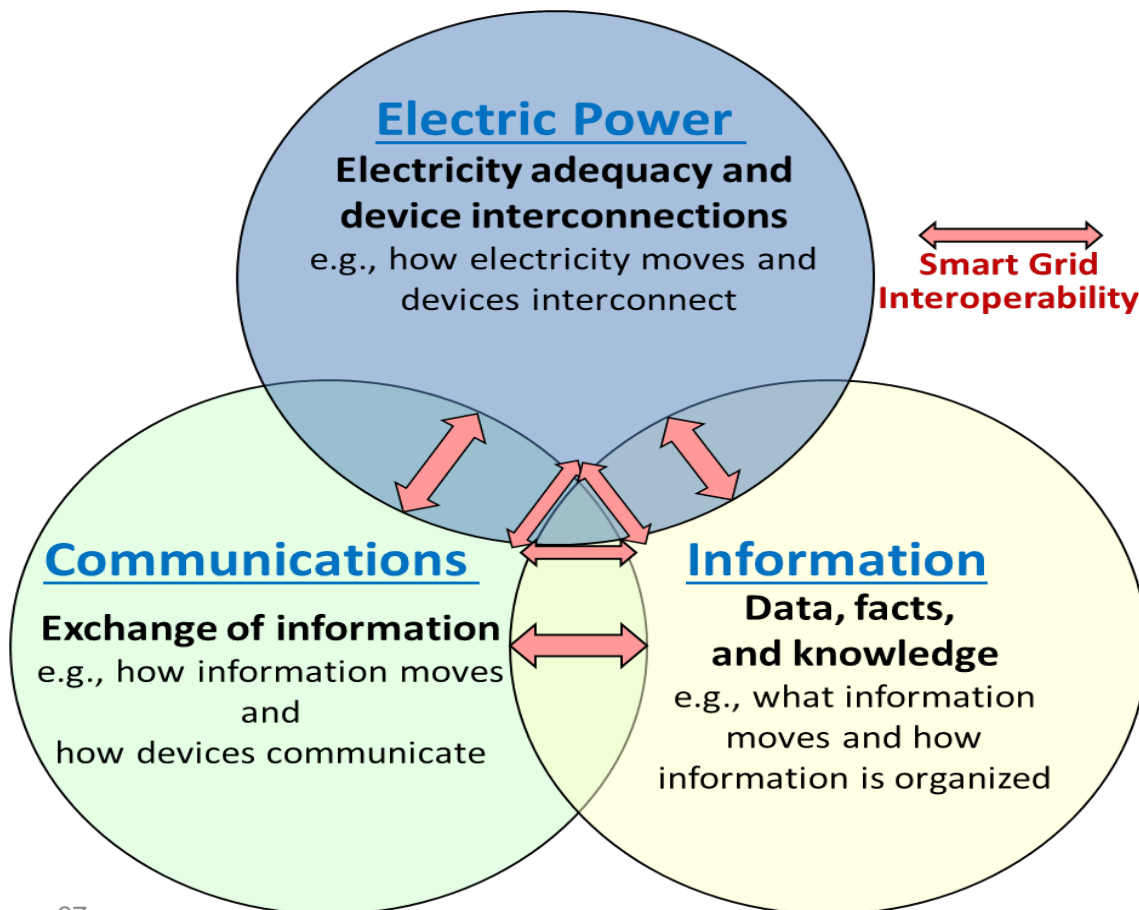 Electric Power
Electricity adequacy and
device interconnections
e.g., how electricity moves and
devices interconnect
Smart Grid
Interoperability
Communications
Exchange of information
e.g., how information moves
and
how devices communicate
Information
Data, facts,
and knowledge
e.g., what information
moves and how
information is organized